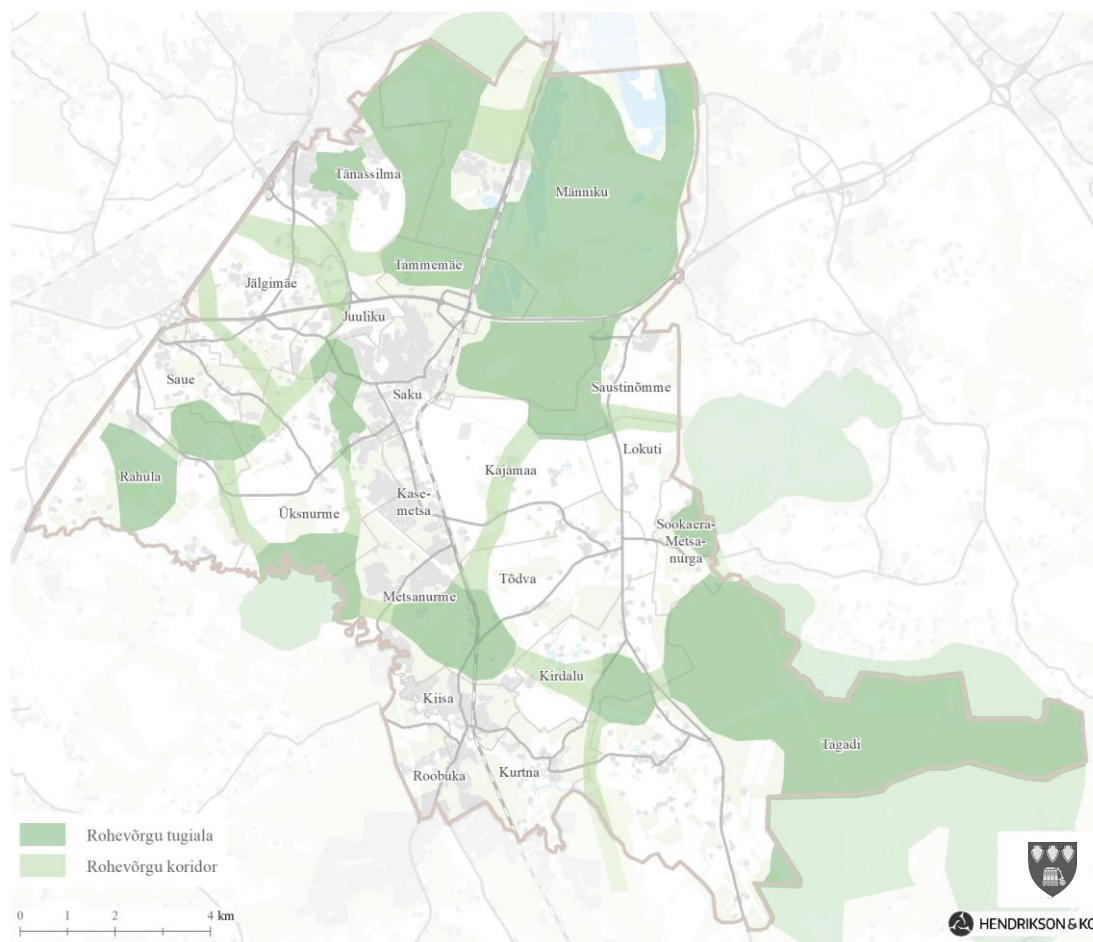 Tänassilma
Männiku
Tammemäe
Jälgimäe
Juuliku
Saue
Saku
Saustinõmme
Rahula
Kajamaa
Lokuti
Üksnurme
Kase-
metsa
Sookaera-
Metsa-
nurga
Tõdva
Metsanurme
Kirdalu
Kiisa
Tagadi
Roobuka
Kurtna
Rohevõrgu tugiala
Rohevõrgu koridor
0 1 2 4 km
HENDRIKSON & KO